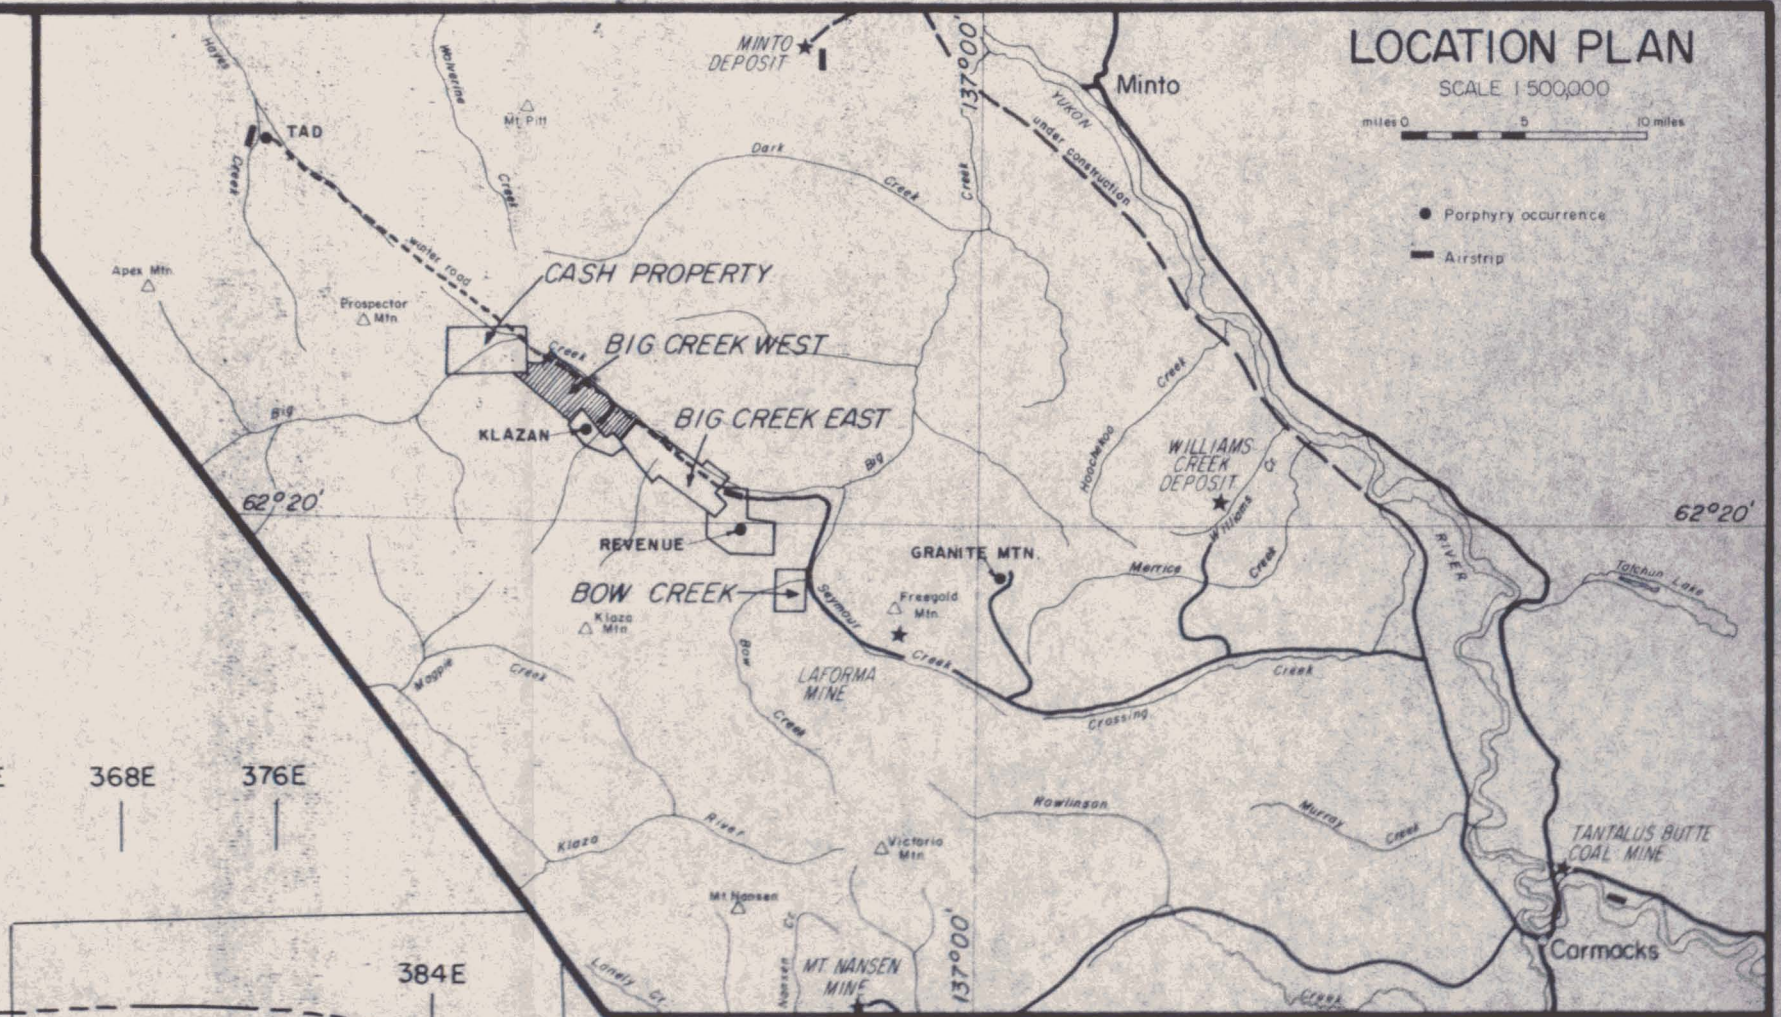 LOCATION PLAN
SCALE 1:500,000
miles 0 5 10 miles
Porphyry occurrence
Airstrip
MINTO
DEPOSIT
137°00'
Minto
YUKON
under construction
Hayes
Creek
TAD
Wolverine
Creek
Mt. Pitt
Dark
Creek
Creek
winter road
Apex Mtn.
Prospector
Mtn.
CASH PROPERTY
Creek
BIG CREEK WEST
BIG CREEK EAST
KLAZAN
Big
Big
Hoochekoo
Creek
WILLIAMS
CREEK
DEPOSIT
Williams
Cr
62°20'
62°20'
REVENUE
GRANITE MTN.
Merrice
Creek
RIVER
Tatchun Lake
BOW CREEK
Klaza
Mtn.
Seymour
Creek
Freegold
Mtn.
LAFORMA
MINE
Bow
Creek
Magpie
Creek
Crossing
Creek
368E
376E
Klaza
River
Rowlinson
Murray
Creek
Victoria
Mtn.
TANTALUS BUTTE
COAL MINE
Mt. Nansen
Nansen
Cr
MT. NANSEN
MINE
137°00'
Carmacks
384E
Lonely Cr.
Creek